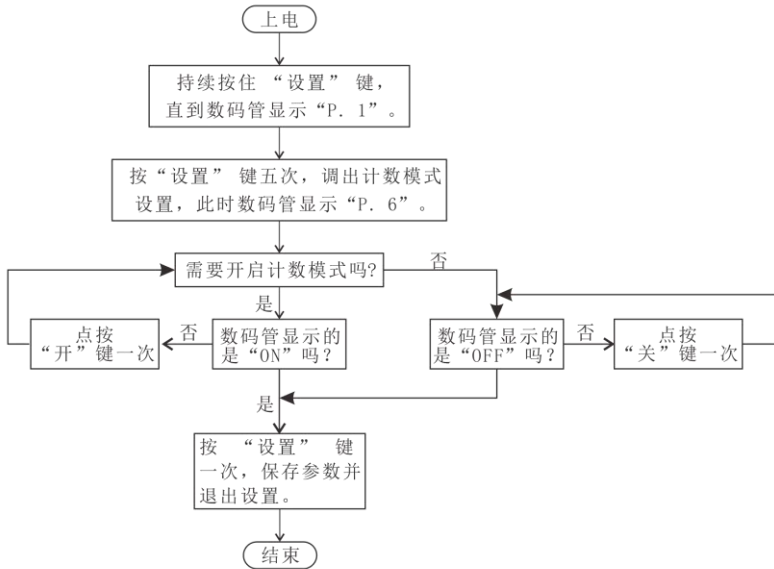 上电
持续按住 “设置” 键，
直到数码管显示“P. 1”。
按“设置” 键五次，调出计数模式
设置，此时数码管显示“P. 6”。
需要开启计数模式吗?
否
是
点按
“开”键一次
否
数码管显示的
是“ON”吗?
数码管显示的
是“OFF”吗?
否
点按
“关”键一次
是
按 “设置” 键
一次，保存参数并
退出设置。
结束